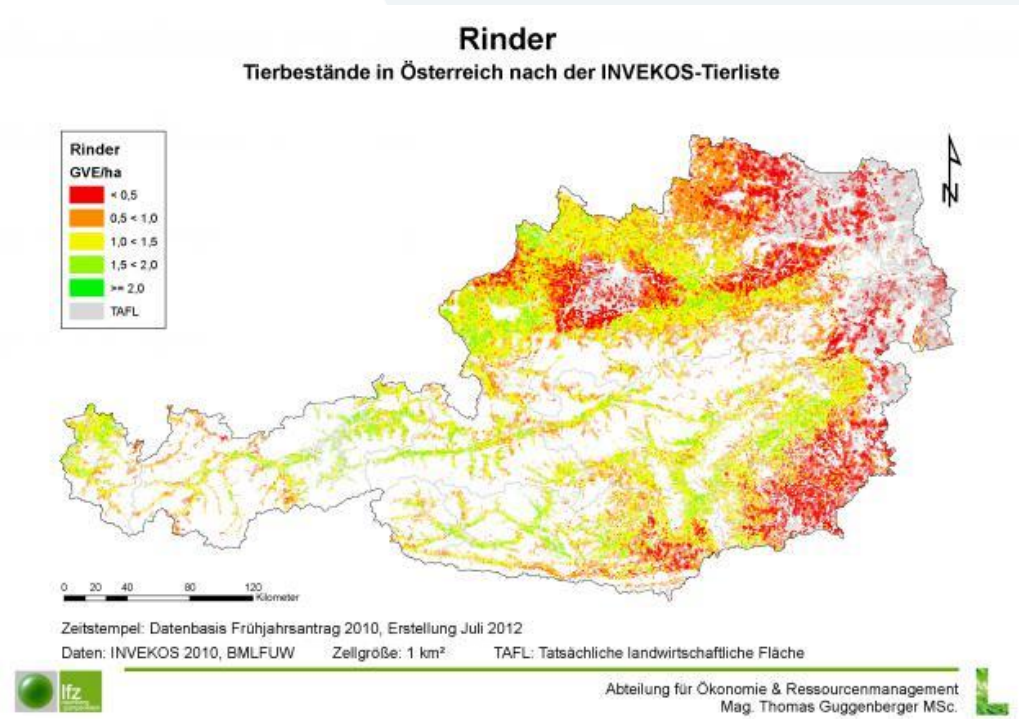 Rinder
Tierbestände in Österreich nach der INVEKOS-Tierliste
Rinder
GVE/ha
< 0,5
0,5 < 1,0
1,0 < 1,5
1,5 < 2,0
>= 2,0
TAFL
N
0 20 40 80 120
Kilometer
Zeitstempel: Datenbasis Frühjahrsantrag 2010, Erstellung Juli 2012
Daten: INVEKOS 2010, BMLFUW Zellgröße: 1 km² TAFL: Tatsächliche landwirtschaftliche Fläche
lfz
Abteilung für Ökonomie & Ressourcenmanagement
Mag. Thomas Guggenberger MSc.